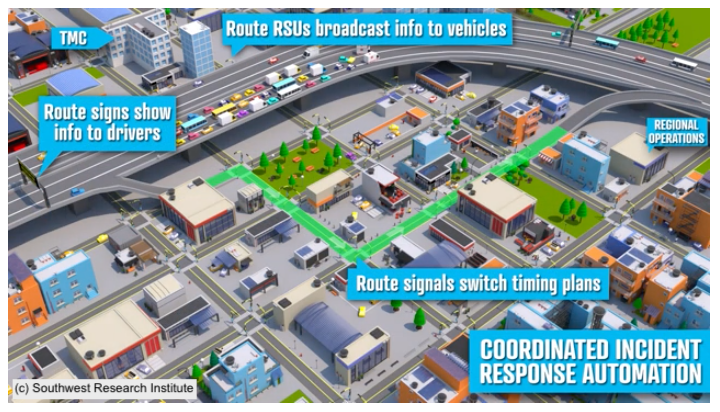 TMC
Route RSUs broadcast info to vehicles
Route signs show
info to drivers
REGIONAL
OPERATIONS
Route signals switch timing plans
COORDINATED INCIDENT
RESPONSE AUTOMATION
(c) Southwest Research Institute